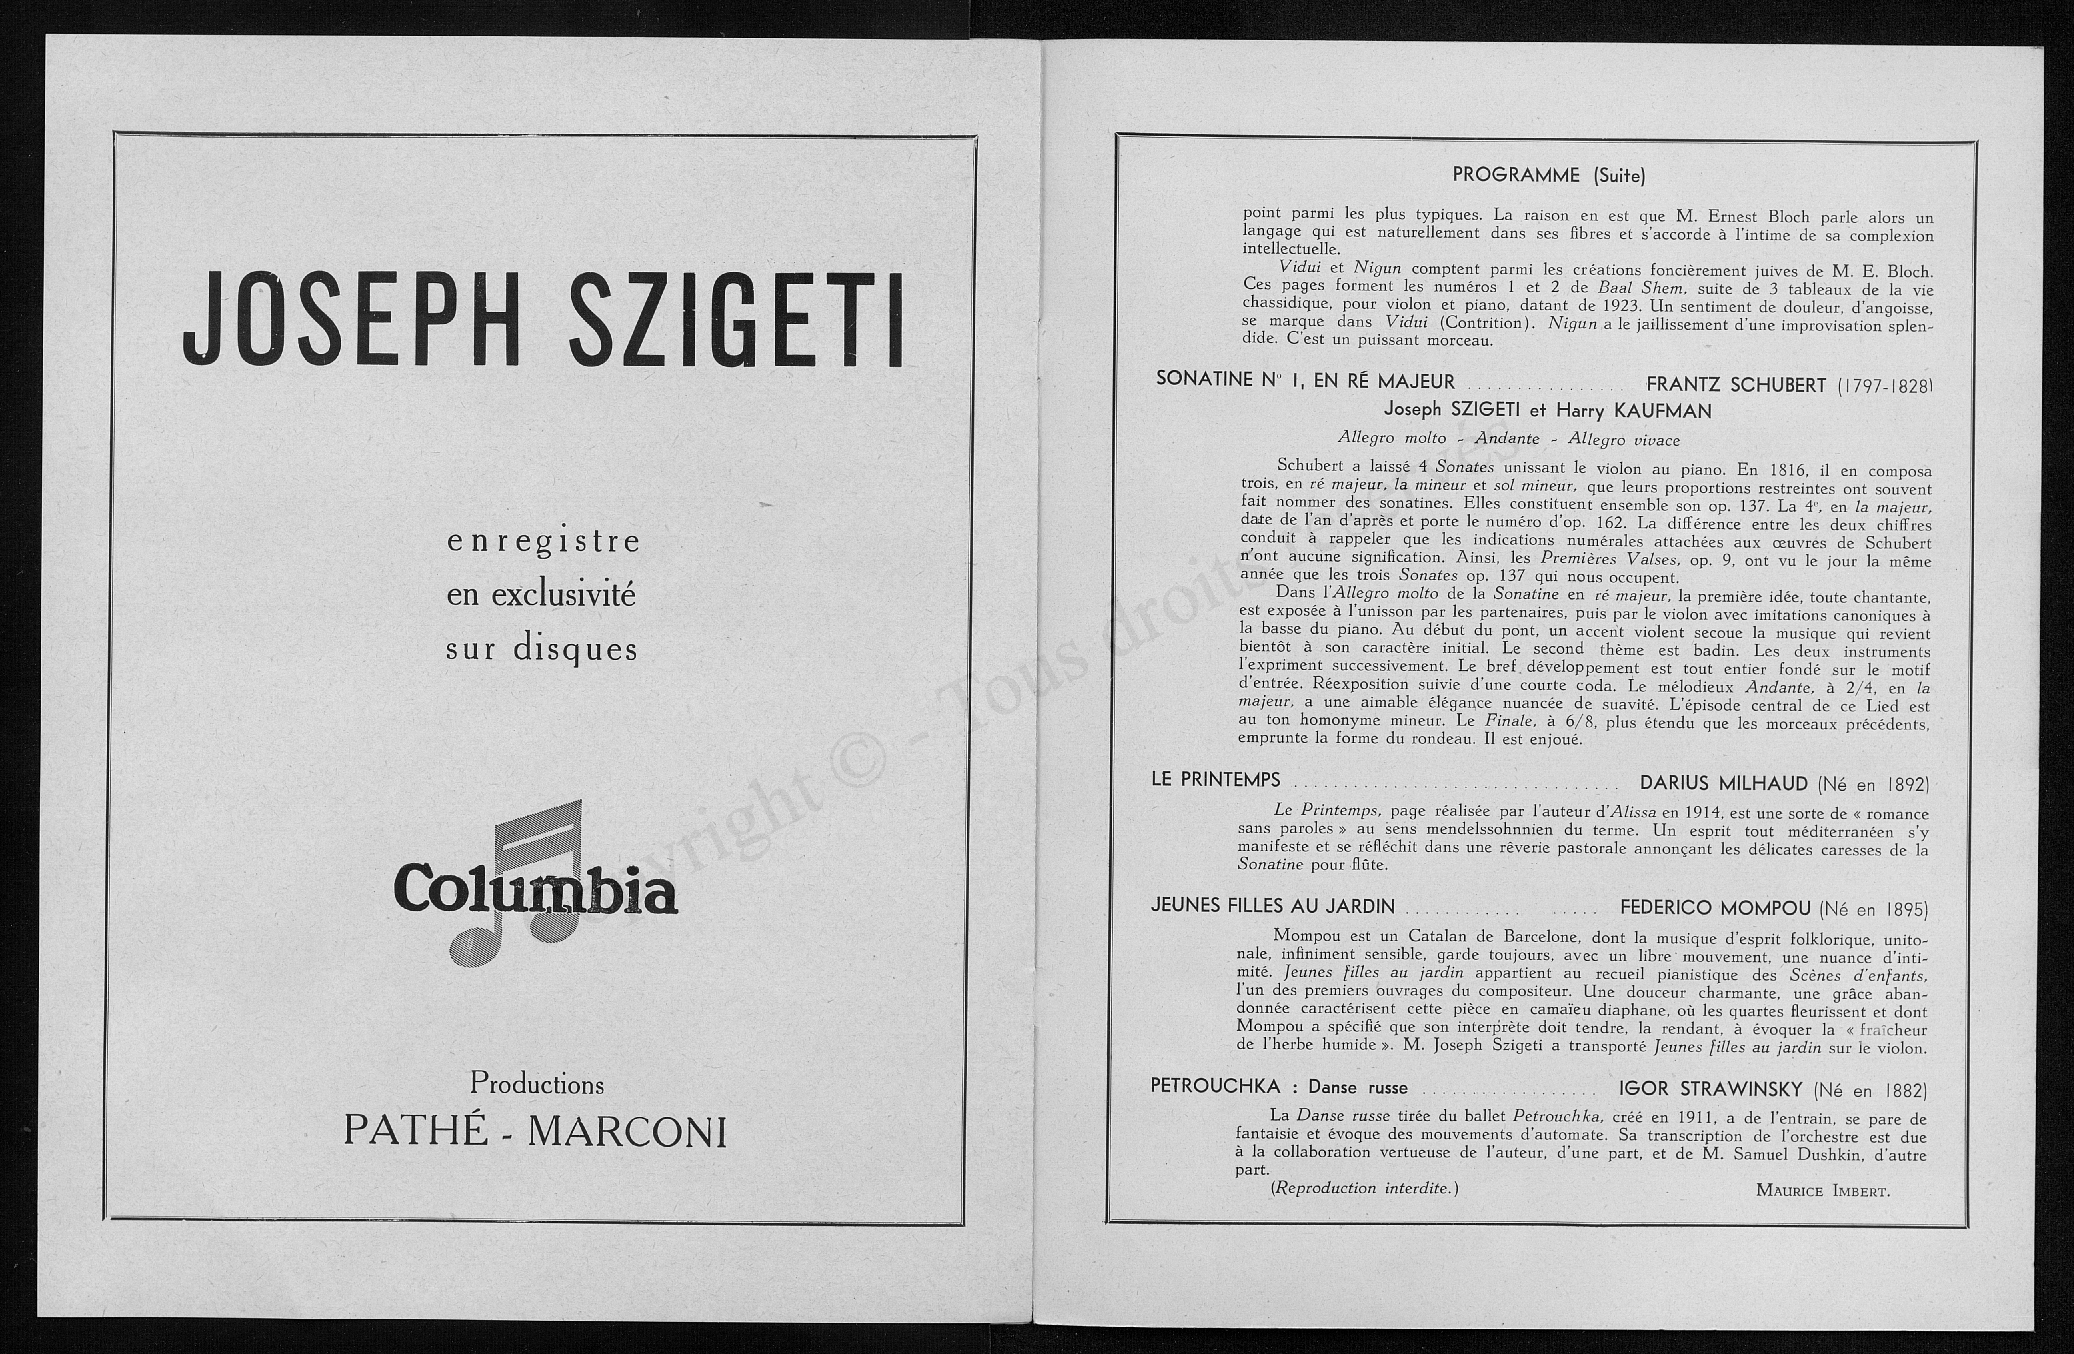 JOSEPH SZIGETI
enregistre
en exclusivité
sur disques
Columbia
Productions
PATHÉ - MARCONI
PROGRAMME (Suite)
point parmi les plus typiques. La raison en est que M. Ernest Bloch parle alors un
langage qui est naturellement dans ses fibres et s'accorde à l'intime de sa complexion
intellectuelle.
Vidui et Nigun comptent parmi les créations foncièrement juives de M. E. Bloch.
Ces pages forment les numéros 1 et 2 de Baal Shem, suite de 3 tableaux de la vie
chassidique, pour violon et piano, datant de 1923. Un sentiment de douleur, d'angoisse,
se marque dans Vidui (Contrition). Nigun a le jaillissement d'une improvisation splen-
dide. C'est un puissant morceau.
SONATINE N° 1, EN RÉ MAJEUR ................ FRANTZ SCHUBERT (1797-1828)
Joseph SZIGETI et Harry KAUFMAN
Allegro molto - Andante - Allegro vivace
Schubert a laissé 4 Sonates unissant le violon au piano. En 1816, il en composa
trois, en ré majeur, la mineur et sol mineur, que leurs proportions restreintes ont souvent
fait nommer des sonatines. Elles constituent ensemble son op. 137. La 4e, en la majeur,
date de l'an d'après et porte le numéro d'op. 162. La différence entre les deux chiffres
conduit à rappeler que les indications numérales attachées aux œuvres de Schubert
n'ont aucune signification. Ainsi, les Premières Valses, op. 9, ont vu le jour la même
année que les trois Sonates op. 137 qui nous occupent.
Dans l'Allegro molto de la Sonatine en ré majeur, la première idée, toute chantante,
est exposée à l'unisson par les partenaires, puis par le violon avec imitations canoniques à
la basse du piano. Au début du pont, un accent violent secoue la musique qui revient
bientôt à son caractère initial. Le second thème est badin. Les deux instruments
l'expriment successivement. Le bref développement est tout entier fondé sur le motif
d'entrée. Réexposition suivie d'une courte coda. Le mélodieux Andante, à 2/4, en la
majeur, a une aimable élégance nuancée de suavité. L'épisode central de ce Lied est
au ton homonyme mineur. Le Finale, à 6/8, plus étendu que les morceaux précédents,
emprunte la forme du rondeau. Il est enjoué.
LE PRINTEMPS ................................ DARIUS MILHAUD (Né en 1892)
Le Printemps, page réalisée par l'auteur d'Alissa en 1914, est une sorte de « romance
sans paroles » au sens mendelssohnnien du terme. Un esprit tout méditerranéen s'y
manifeste et se réfléchit dans une rêverie pastorale annonçant les délicates caresses de la
Sonatine pour flûte.
JEUNES FILLES AU JARDIN ............ ..... FEDERICO MOMPOU (Né en 1895)
Mompou est un Catalan de Barcelone, dont la musique d'esprit folklorique, unito-
nale, infiniment sensible, garde toujours, avec un libre mouvement, une nuance d'inti-
mité. Jeunes filles au jardin appartient au recueil pianistique des Scènes d'enfants,
l'un des premiers ouvrages du compositeur. Une douceur charmante, une grâce aban-
donnée caractérisent cette pièce en camaïeu diaphane, où les quartes fleurissent et dont
Mompou a spécifié que son interprète doit tendre, la rendant, à évoquer la « fraîcheur
de l'herbe humide ». M. Joseph Szigeti a transporté Jeunes filles au jardin sur le violon.
PETROUCHKA : Danse russe .................. IGOR STRAWINSKY (Né en 1882)
La Danse russe tirée du ballet Petrouchka, créé en 1911, a de l'entrain, se pare de
fantaisie et évoque des mouvements d'automate. Sa transcription de l'orchestre est due
à la collaboration vertueuse de l'auteur, d'une part, et de M. Samuel Dushkin, d'autre
part.
(Reproduction interdite.) MAURICE IMBERT.
Copyright © - Tous droits réservés